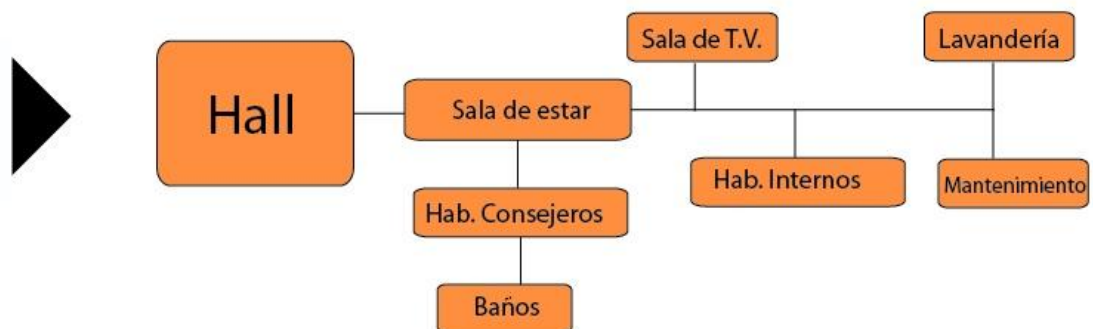 Sala de T.V.
Lavandería
Hall
Sala de estar
Hab. Internos
Mantenimiento
Hab. Consejeros
Baños